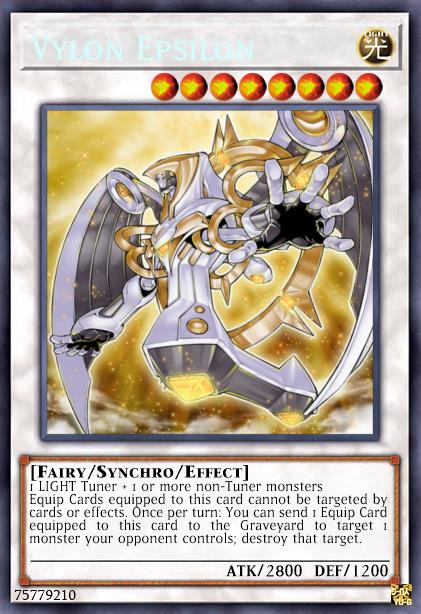 Vylon Epsilon
LIGHT
光
[Fairy/Synchro/Effect]
1 LIGHT Tuner + 1 or more non-Tuner monsters
Equip Cards equipped to this card cannot be targeted by
cards or effects. Once per turn: You can send 1 Equip Card
equipped to this card to the Graveyard to target 1
monster your opponent controls; destroy that target.
ATK/2800 DEF/1200
75779210